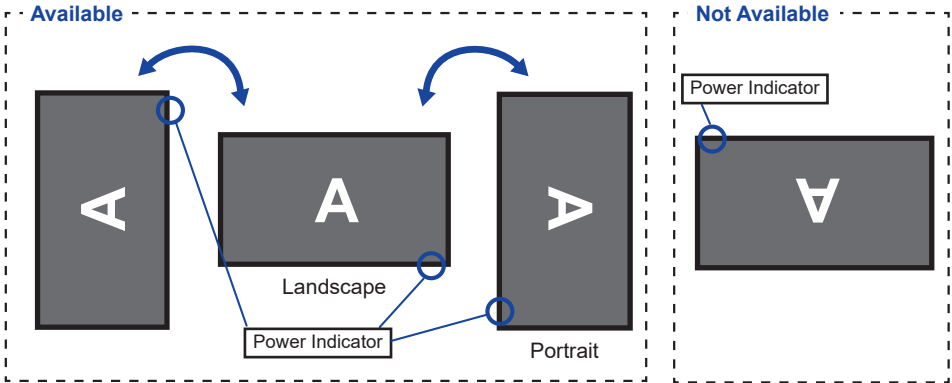 Available
A
A
Landscape
Power Indicator
A
Portrait
Not Available
Power Indicator
A